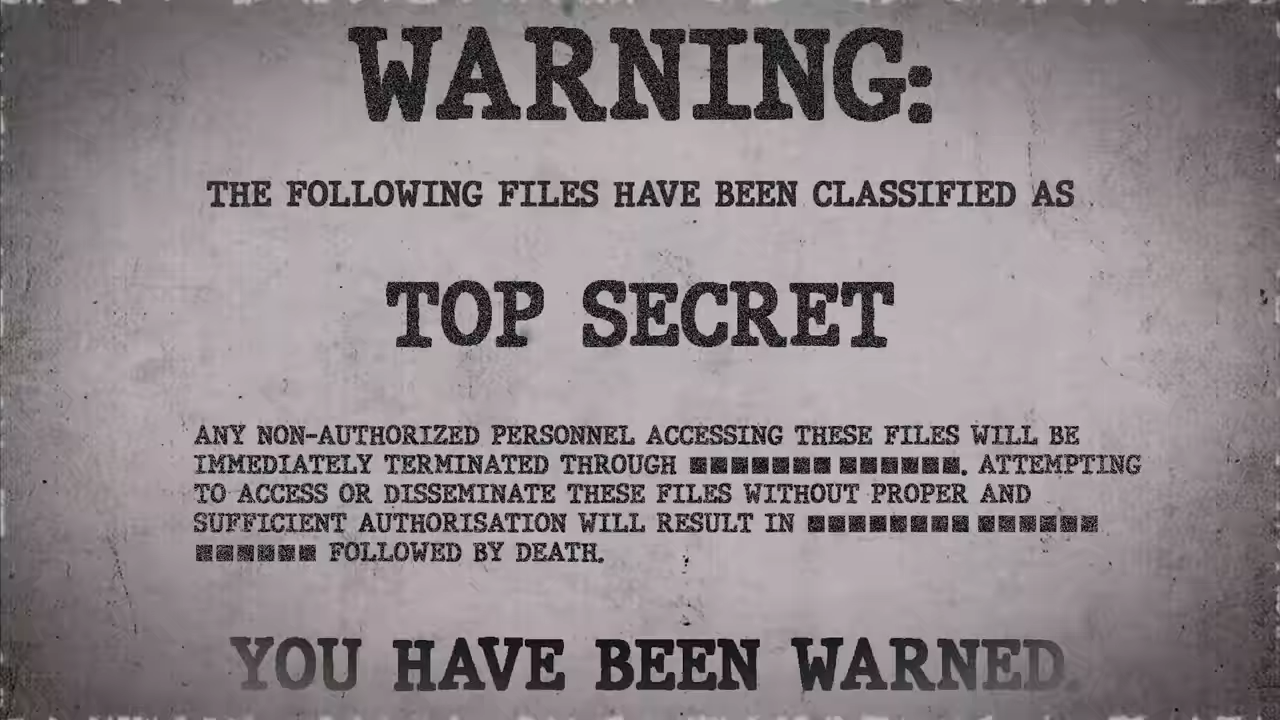 WARNING:
THE FOLLOWING FILES HAVE BEEN CLASSIFIED AS
TOP SECRET
ANY NON-AUTHORIZED PERSONNEL ACCESSING THESE FILES WILL BE
IMMEDIATELY TERMINATED THROUGH ■■■■■■■ ■■■■■■. ATTEMPTING
TO ACCESS OR DISSEMINATE THESE FILES WITHOUT PROPER AND
SUFFICIENT AUTHORISATION WILL RESULT IN ■■■■■■■■ ■■■■■■
■■■■■■ FOLLOWED BY DEATH.
YOU HAVE BEEN WARNED.